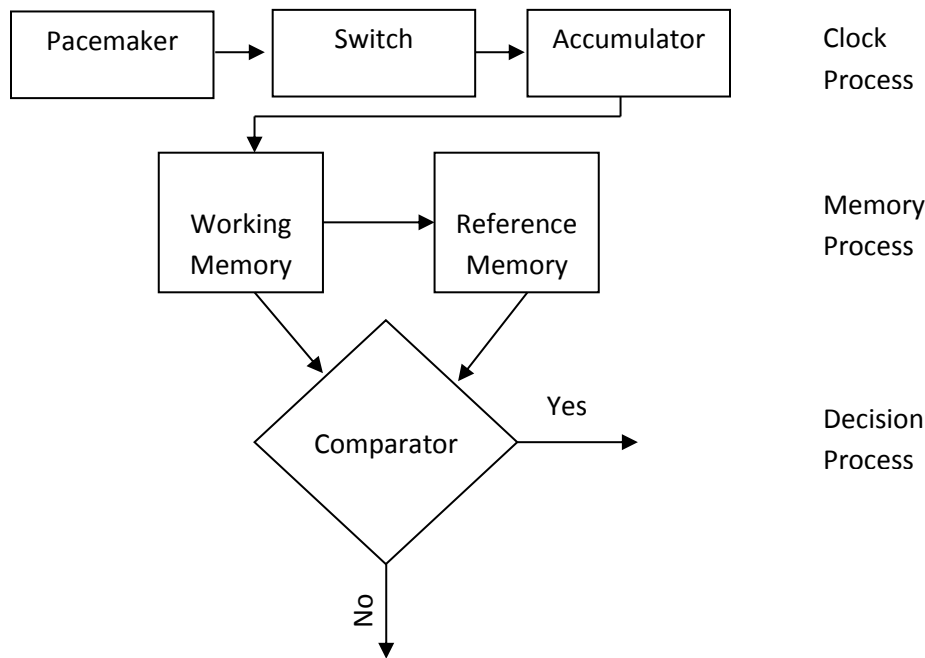 Pacemaker
Switch
Accumulator
Clock
Process
Working
Memory
Reference
Memory
Memory
Process
Yes
Comparator
Decision
Process
No